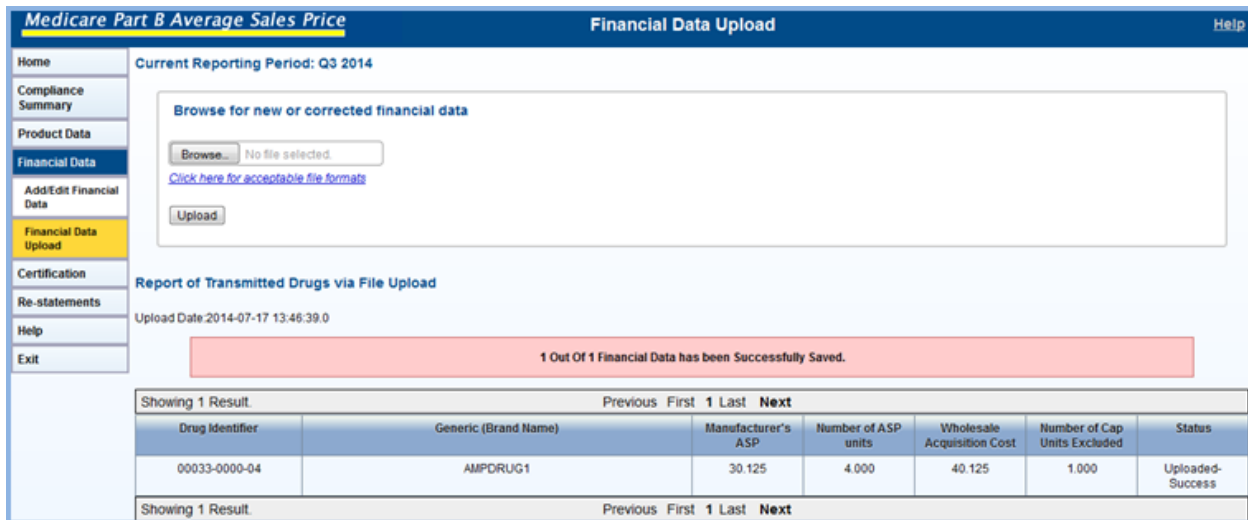 Medicare Part B Average Sales Price
Financial Data Upload
Help
Home
Compliance
Summary
Product Data
Financial Data
Add/Edit Financial
Data
Financial Data
Upload
Certification
Re-statements
Help
Exit
Current Reporting Period: Q3 2014
Browse for new or corrected financial data
Browse... No file selected.
Click here for acceptable file formats
Upload
Report of Transmitted Drugs via File Upload
Upload Date:2014-07-17 13:46:39.0
1 Out Of 1 Financial Data has been Successfully Saved.
Showing 1 Result. Previous First 1 Last Next
Drug Identifier Generic (Brand Name) Manufacturer's ASP Number of ASP units Wholesale Acquisition Cost Number of Cap Units Excluded Status
00033-0000-04 AMPDRUG1 30.125 4.000 40.125 1.000 Uploaded-Success
Showing 1 Result. Previous First 1 Last Next